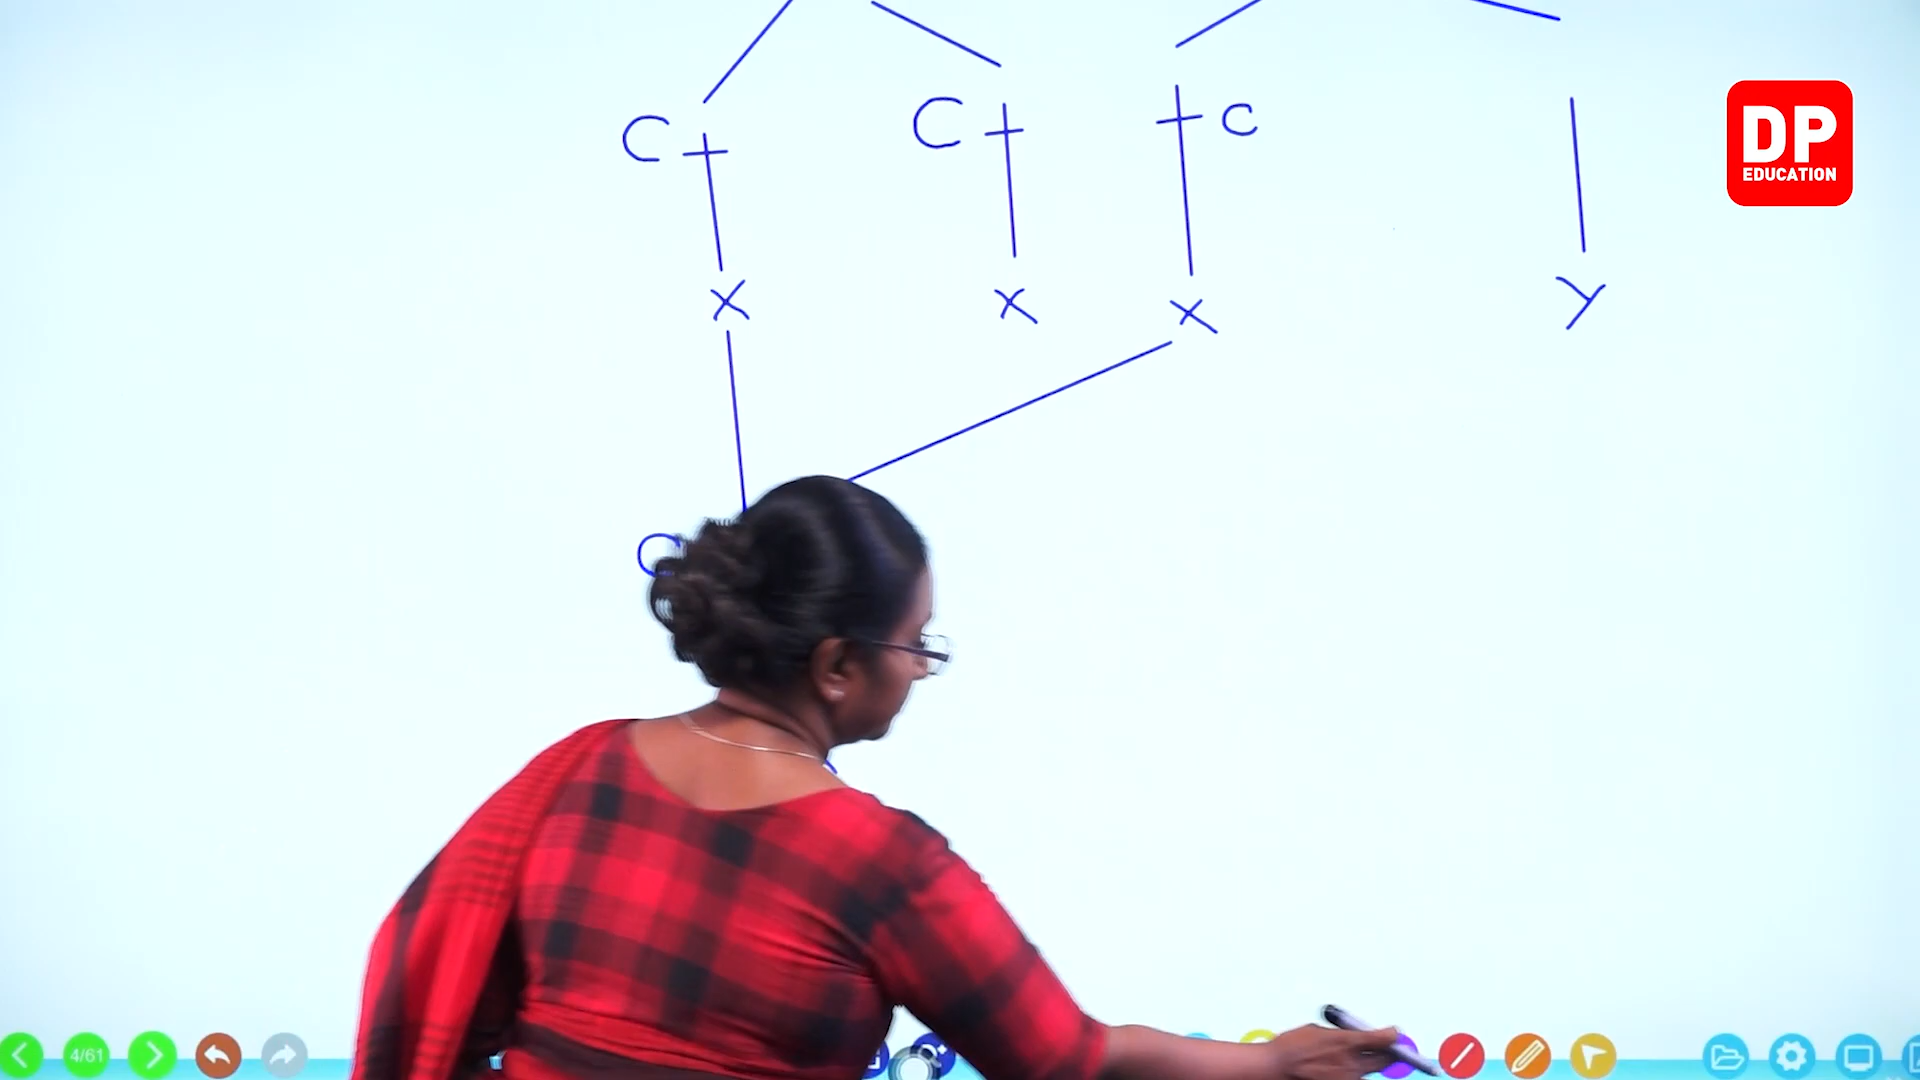 C C c
DP
EDUCATION
x x x y
C
4/61